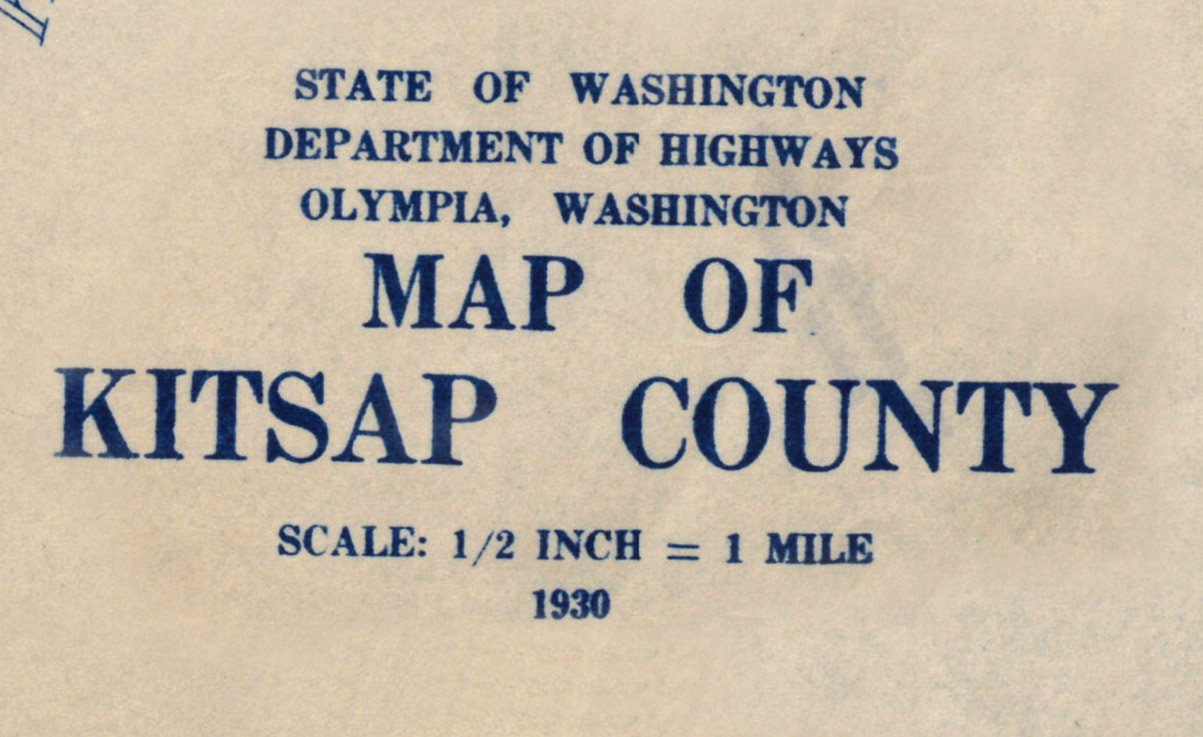 STATE OF WASHINGTON
DEPARTMENT OF HIGHWAYS
OLYMPIA, WASHINGTON
MAP OF
KITSAP COUNTY
SCALE: 1/2 INCH = 1 MILE
1930